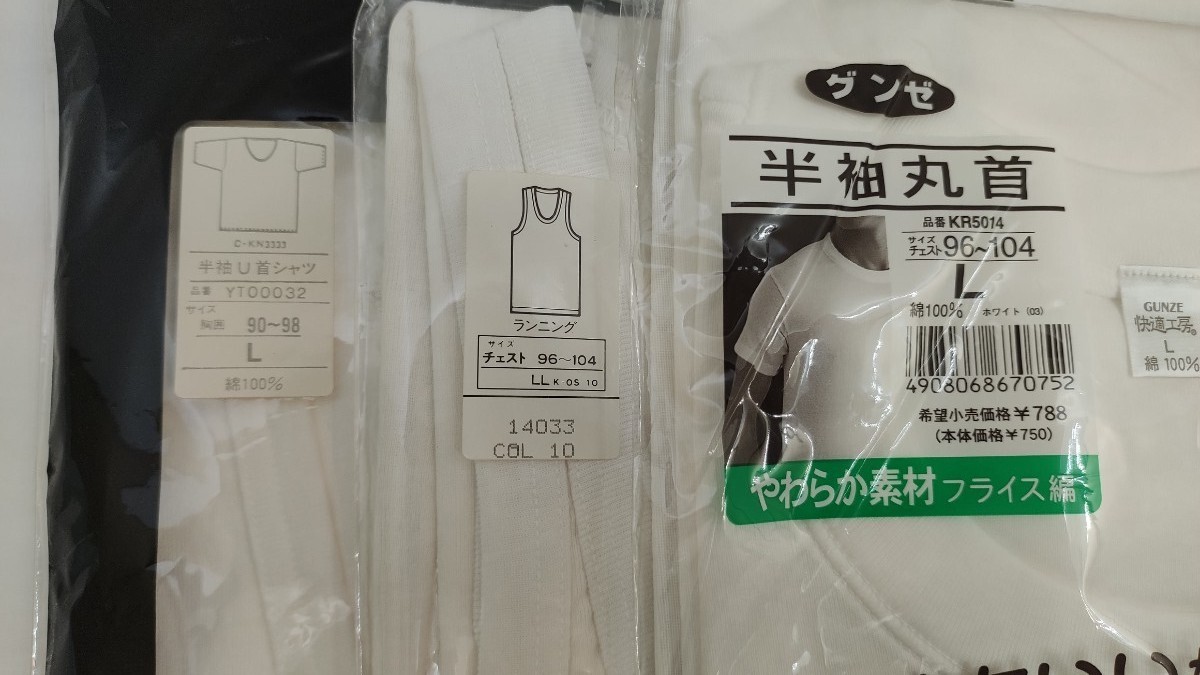 C-KN3333
半袖U首シャツ
品番 YT00032
サイズ
胸囲 90〜98
L
綿100%
ランニング
サイズ
チェスト 96〜104
LL K-OS 10
14033
COL 10
グンゼ
半袖丸首
品番 KR5014
サイズ
チェスト 96〜104
L
綿100% ホワイト (03)
4908068670752
希望小売価格¥788
(本体価格¥750)
やわらか素材 フライス編
GUNZE
快適工房®
L
綿100%